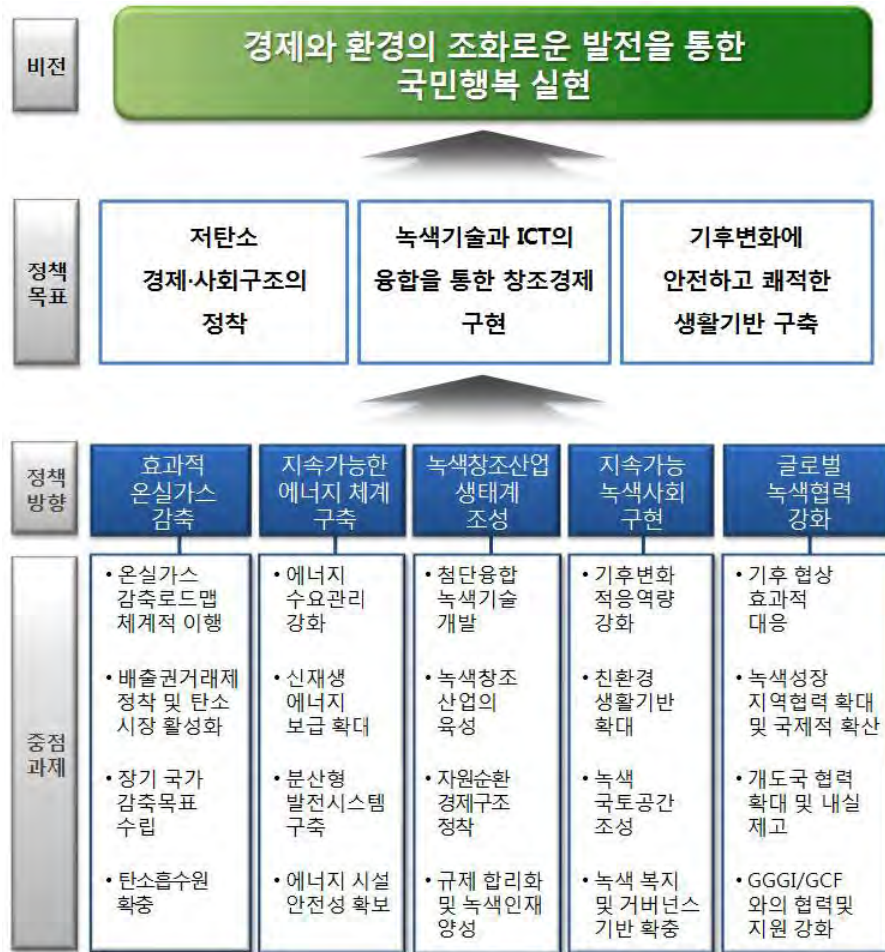 비전
경제와 환경의 조화로운 발전을 통한
국민행복 실현
정책
목표
저탄소
경제·사회구조의
정착
녹색기술과 ICT의
융합을 통한 창조경제
구현
기후변화에
안전하고 쾌적한
생활기반 구축
정책
방향
효과적
온실가스
감축
지속가능한
에너지 체계
구축
녹색창조산업
생태계
조성
지속가능
녹색사회
구현
글로벌
녹색협력
강화
중점
과제
• 온실가스
감축로드맵
체계적 이행
• 배출권거래제
정착 및 탄소
시장 활성화
• 장기 국가
감축목표
수립
• 탄소흡수원
확충
• 에너지
수요관리
강화
• 신재생
에너지
보급 확대
• 분산형
발전시스템
구축
• 에너지 시설
안전성 확보
• 첨단융합
녹색기술
개발
• 녹색창조
산업의
육성
• 자원순환
경제구조
정착
• 규제 합리화
및 녹색인재
양성
• 기후변화
적응역량
강화
• 친환경
생활기반
확대
• 녹색
국토공간
조성
• 녹색 복지
및 거버넌스
기반 확충
• 기후 협상
효과적
대응
• 녹색성장
지역협력 확대
및 국제적 확산
• 개도국 협력
확대 및 내실
제고
• GGGI/GCF
와의 협력및
지원 강화